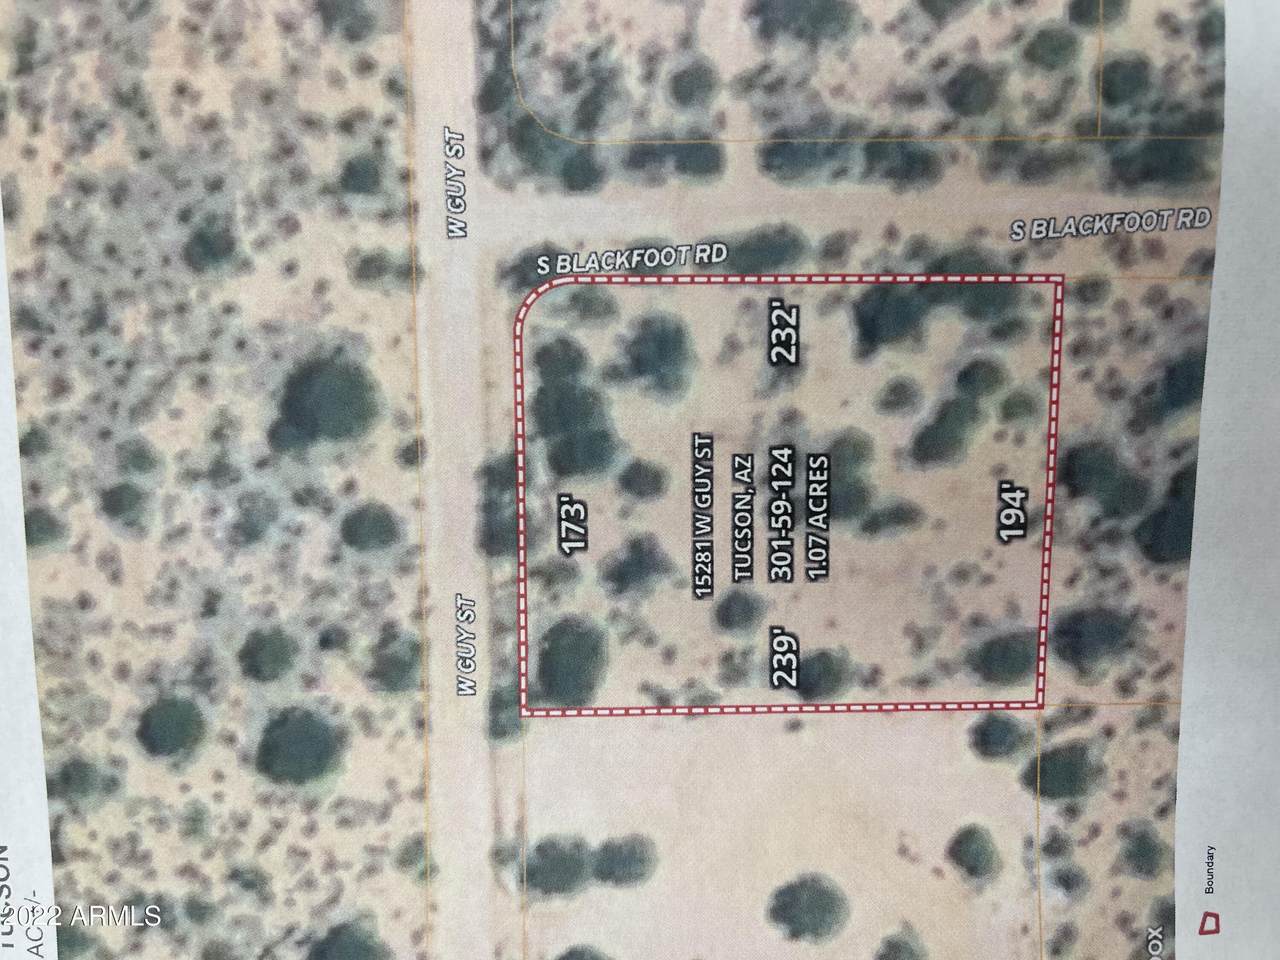 W GUY ST
W GUY ST
S BLACKFOOT RD
S BLACKFOOT RD
173'
15281 W GUY ST
TUCSON, AZ
301-59-124
1.07 ACRES
232'
239'
194'
Boundary
2022 ARMLS